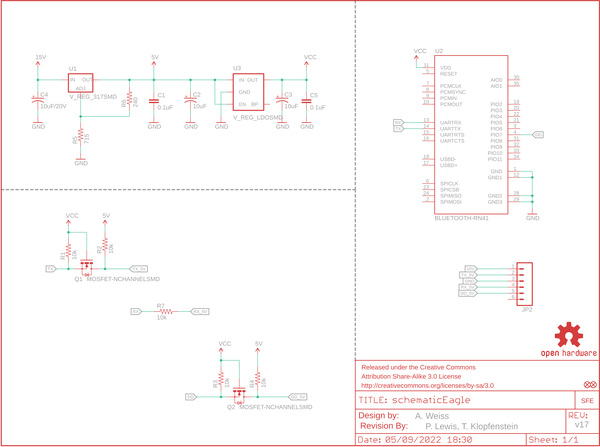 15V
5V
VCC
U1
IN OUT
ADJ
V_REG_317SMD
C4
10uF/20V
GND
R6
240
R5
715
GND
C1
0.1uF
GND
C2
10uF
GND
U3
IN OUT
GND
EN BP
V_REG_LDOSMD
GND
C3
10uF
GND
C5
0.1uF
GND
VCC
U2
VDD
RESET
PCMCLK
PCMSYNC
PCMIN
PCMOUT
UARTRX
UARTTX
UARTRTS
UARTCTS
USBD-
USBD+
SPICLK
SPICSB
SPIMISO
SPIMOSI
AIO0
AIO1
PIO2
PIO3
PIO4
PIO5
PIO6
PIO7
PIO8
PIO9
PIO10
PIO11
GND
GND1
GND2
GND3
BLUETOOTH-RN41
GND
VCC
5V
R1
10k
R2
10k
TX
TX_5V
Q1
MOSFET-NCHANNELSMD
RX
R7
10k
RX_5V
VCC
5V
R3
10k
R4
10k
Q2
MOSFET-NCHANNELSMD
JP2
open hardware
Released under the Creative Commons
Attribution Share-Alike 3.0 License
http://creativecommons.org/licenses/by-sa/3.0
TITLE: schematicEagle
SFE
Design by: A. Weiss
Revision By: P. Lewis, T. Klopfenstein
REV:
v17
Date: 05/09/2022 18:30
Sheet: 1/1